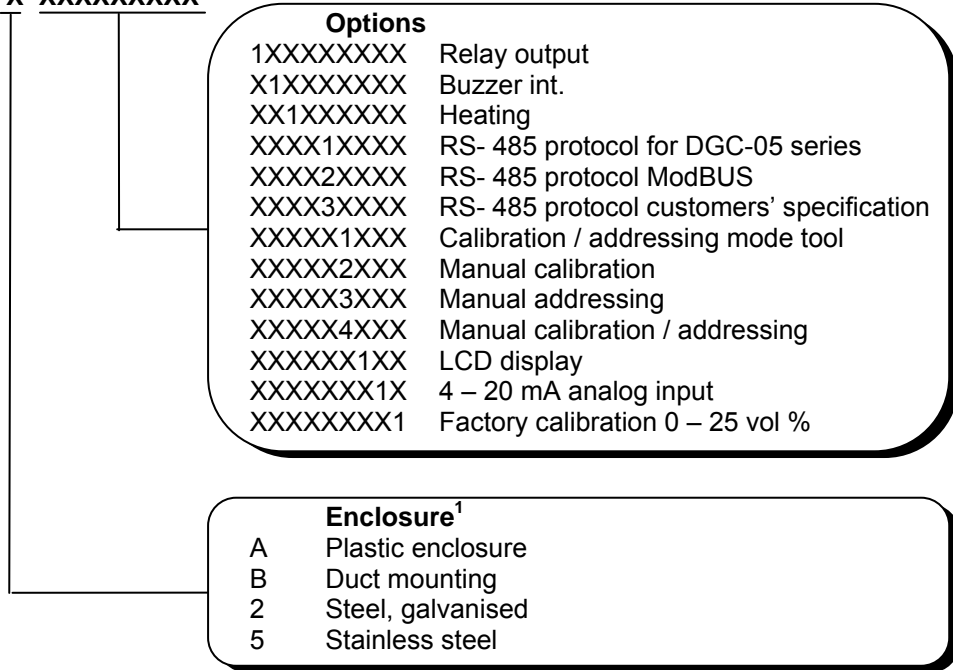 X XXXXXXXXX
Options
1XXXXXXXX Relay output
X1XXXXXXX Buzzer int.
XX1XXXXXX Heating
XXXX1XXXX RS- 485 protocol for DGC-05 series
XXXX2XXXX RS- 485 protocol ModBUS
XXXX3XXXX RS- 485 protocol customers’ specification
XXXXX1XXX Calibration / addressing mode tool
XXXXX2XXX Manual calibration
XXXXX3XXX Manual addressing
XXXXX4XXX Manual calibration / addressing
XXXXXX1XX LCD display
XXXXXXX1X 4 – 20 mA analog input
XXXXXXXX1 Factory calibration 0 – 25 vol %
Enclosure¹
A Plastic enclosure
B Duct mounting
2 Steel, galvanised
5 Stainless steel